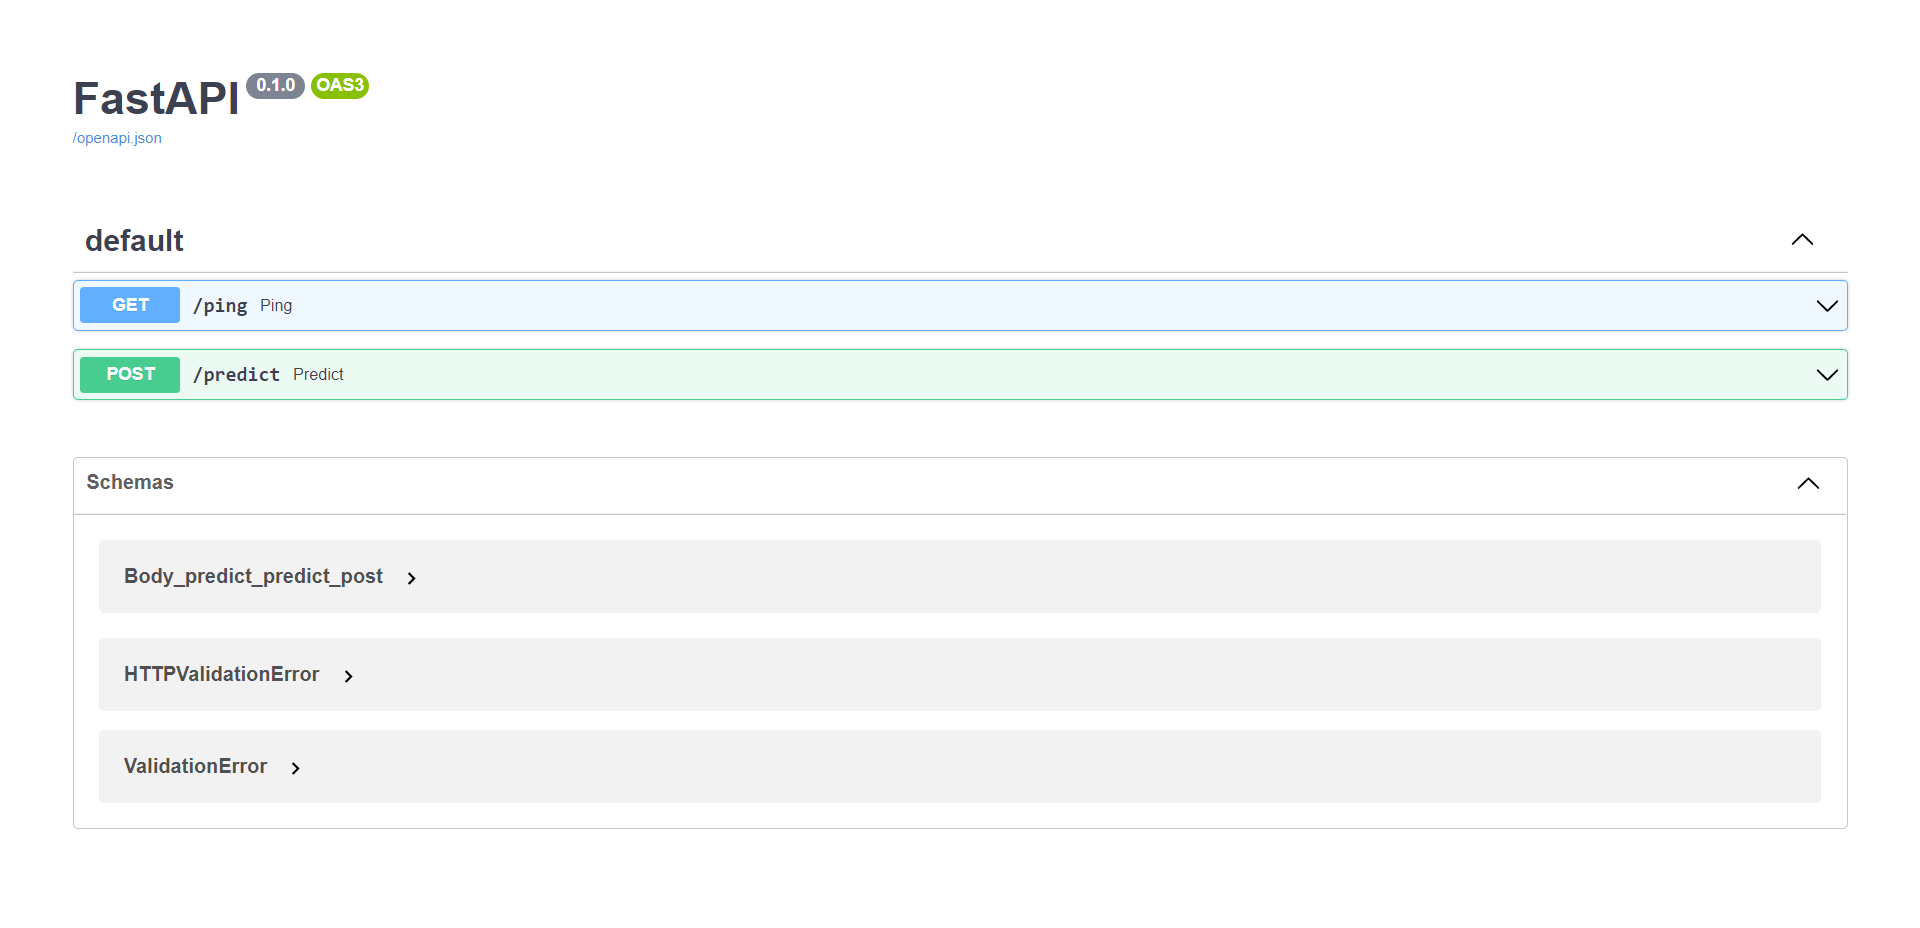 FastAPI 0.1.0 OAS3
/openapi.json
default
GET /ping Ping
POST /predict Predict
Schemas
Body_predict_predict_post
HTTPValidationError
ValidationError